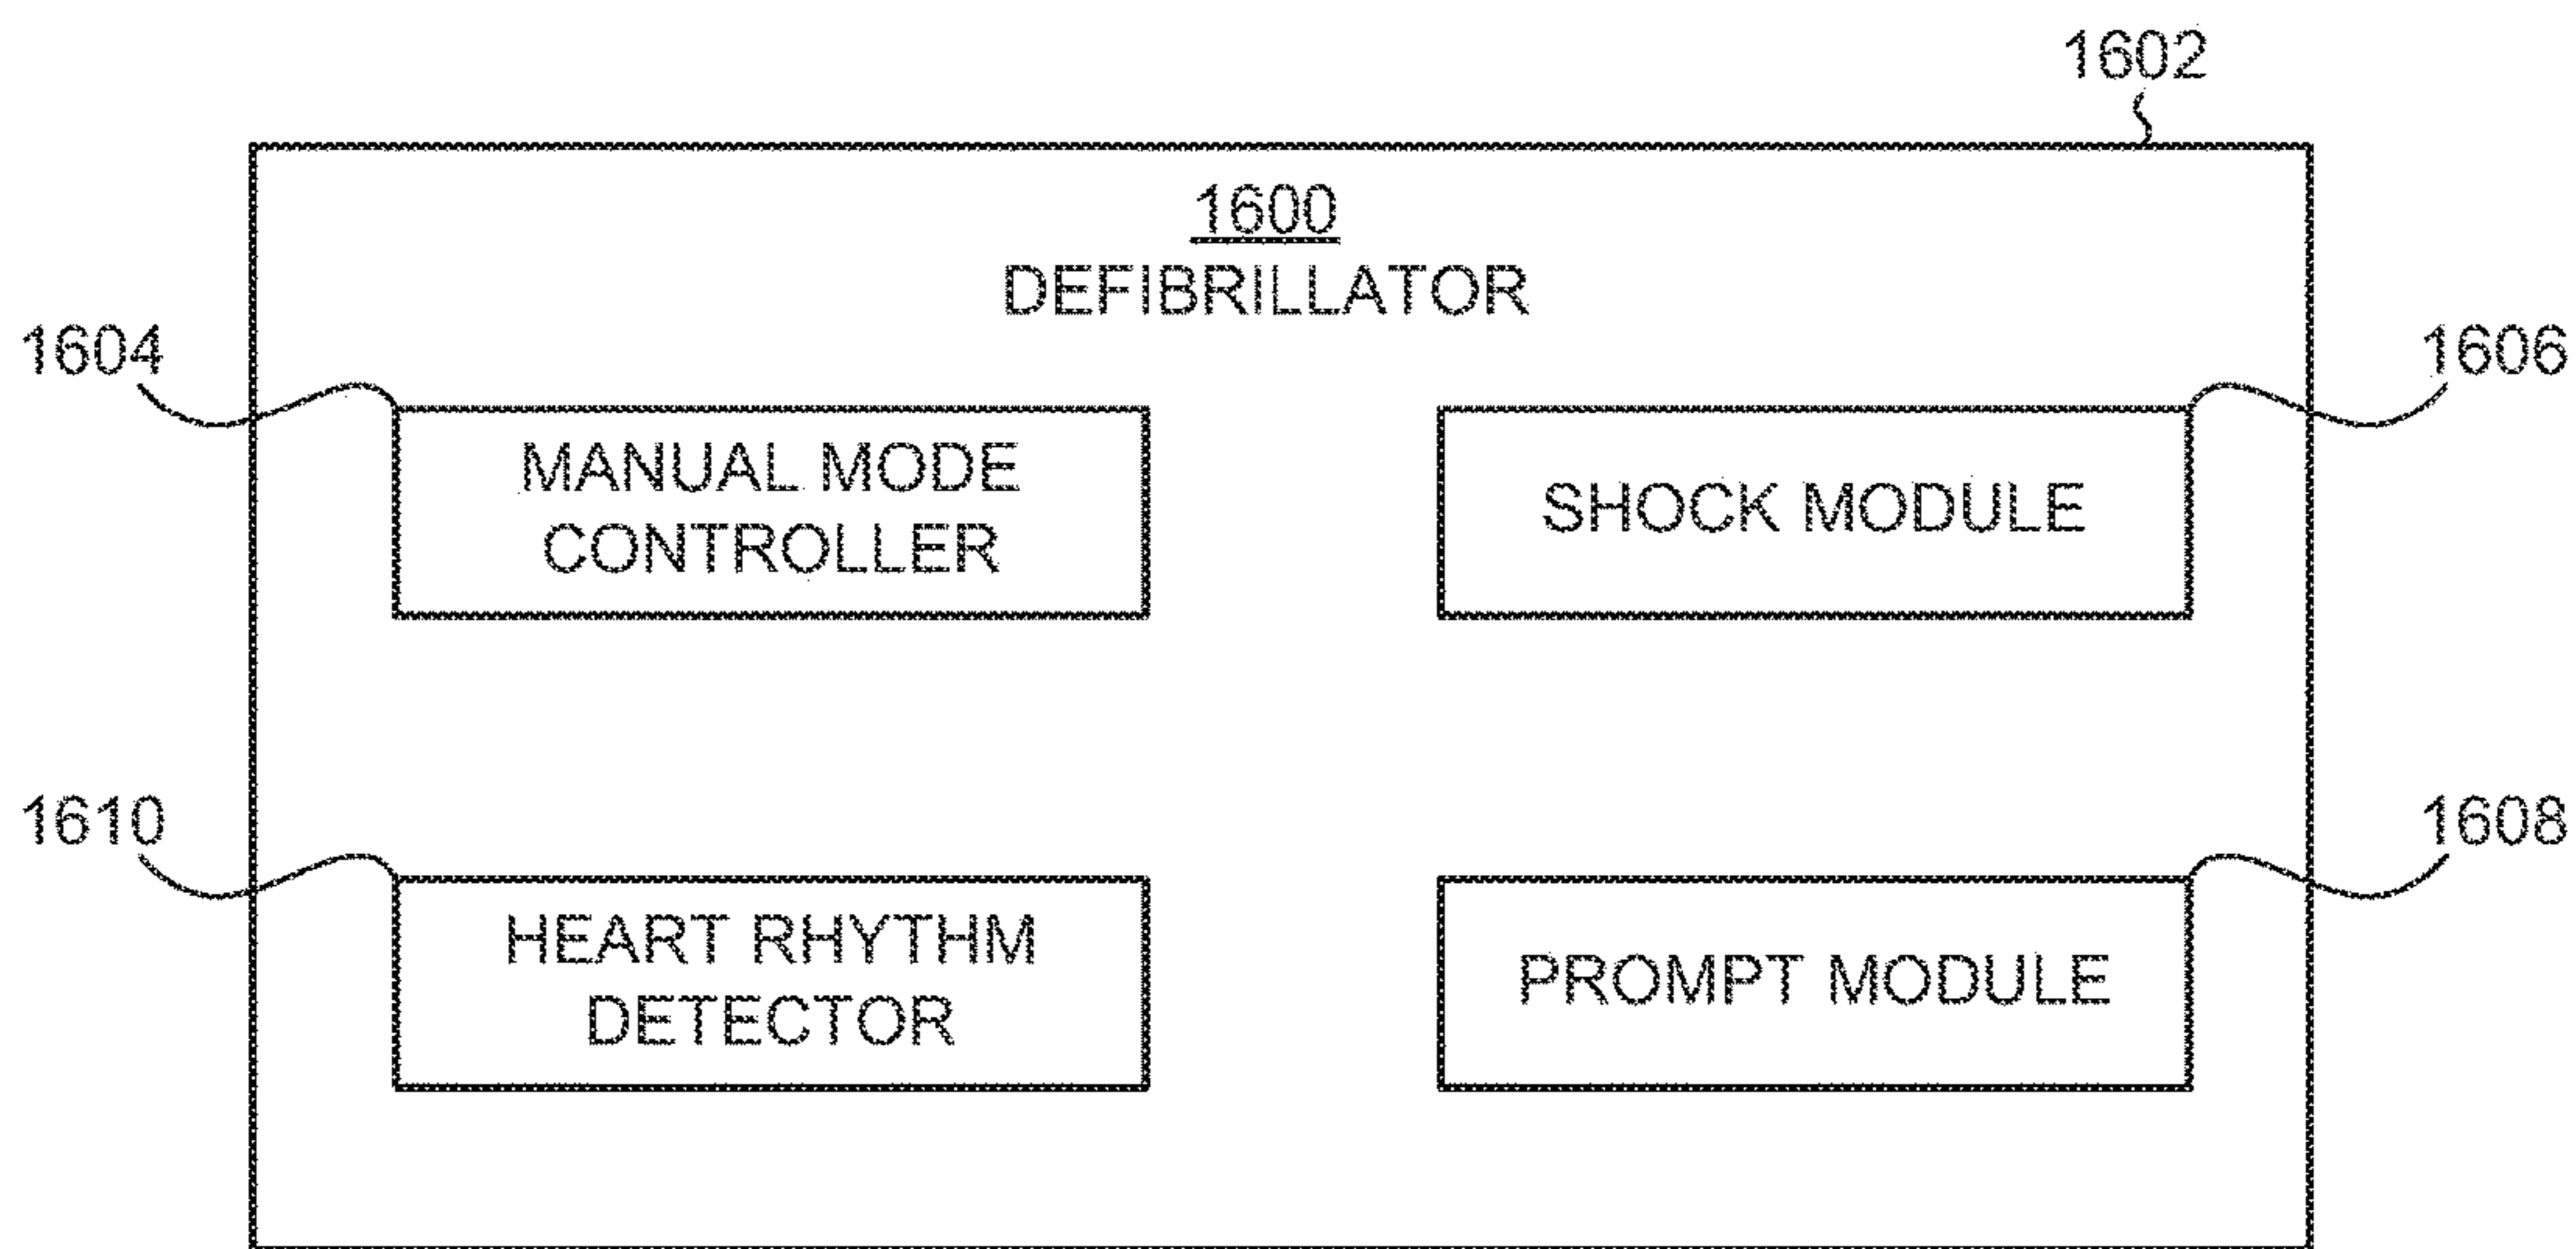 1602
1600
DEFIBRILLATOR
1604
1606
MANUAL MODE
CONTROLLER
SHOCK MODULE
1610
1608
HEART RHYTHM
DETECTOR
PROMPT MODULE